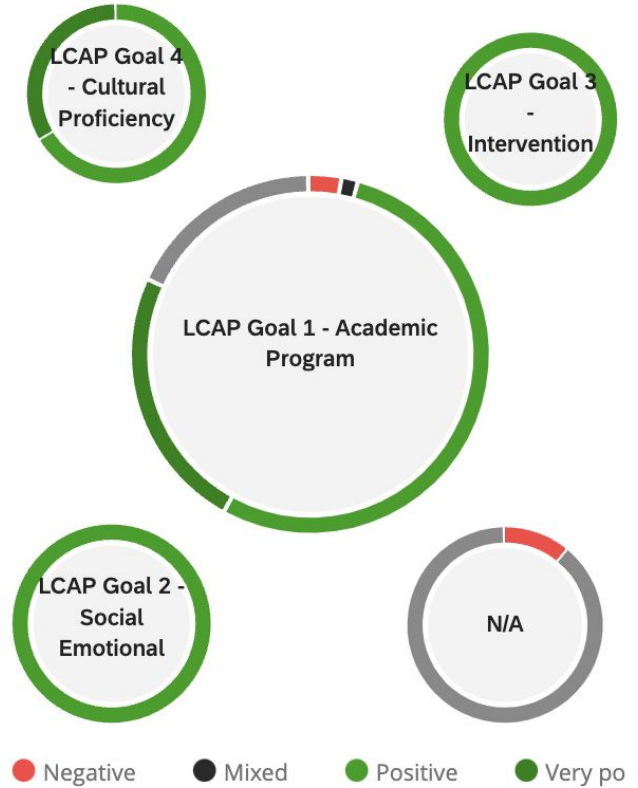 LCAP Goal 4
- Cultural
Proficiency
LCAP Goal 3
-
Intervention
LCAP Goal 1 - Academic
Program
LCAP Goal 2 -
Social
Emotional
N/A
Negative
Mixed
Positive
Very po